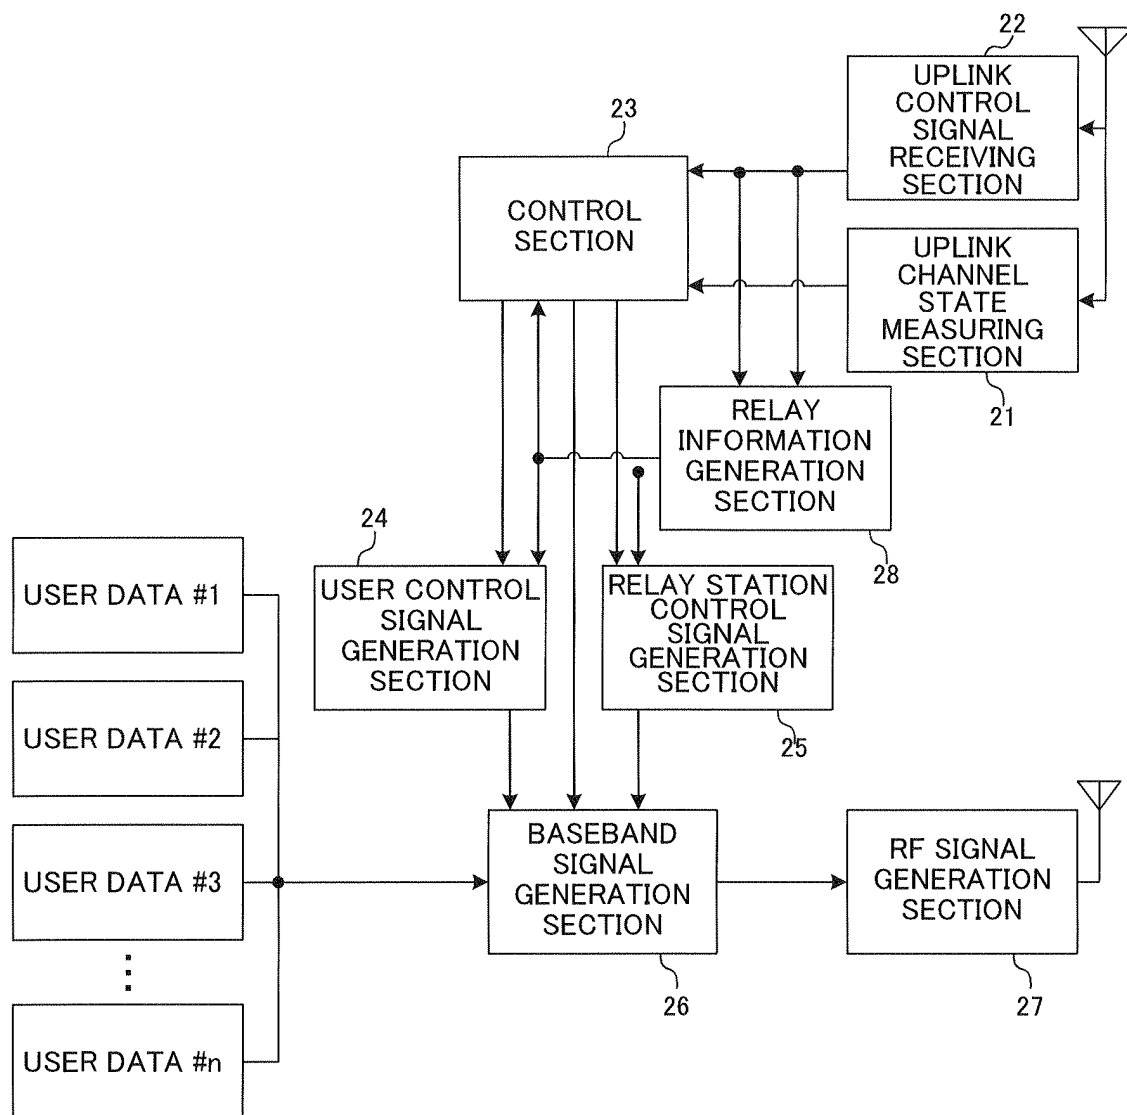 22
UPLINK
CONTROL
SIGNAL
RECEIVING
SECTION
23
CONTROL
SECTION
UPLINK
CHANNEL
STATE
MEASURING
SECTION
21
RELAY
INFORMATION
GENERATION
SECTION
28
24
USER CONTROL
SIGNAL
GENERATION
SECTION
RELAY STATION
CONTROL
SIGNAL
GENERATION
SECTION
25
USER DATA #1
USER DATA #2
USER DATA #3
USER DATA #n
BASEBAND
SIGNAL
GENERATION
SECTION
26
RF SIGNAL
GENERATION
SECTION
27